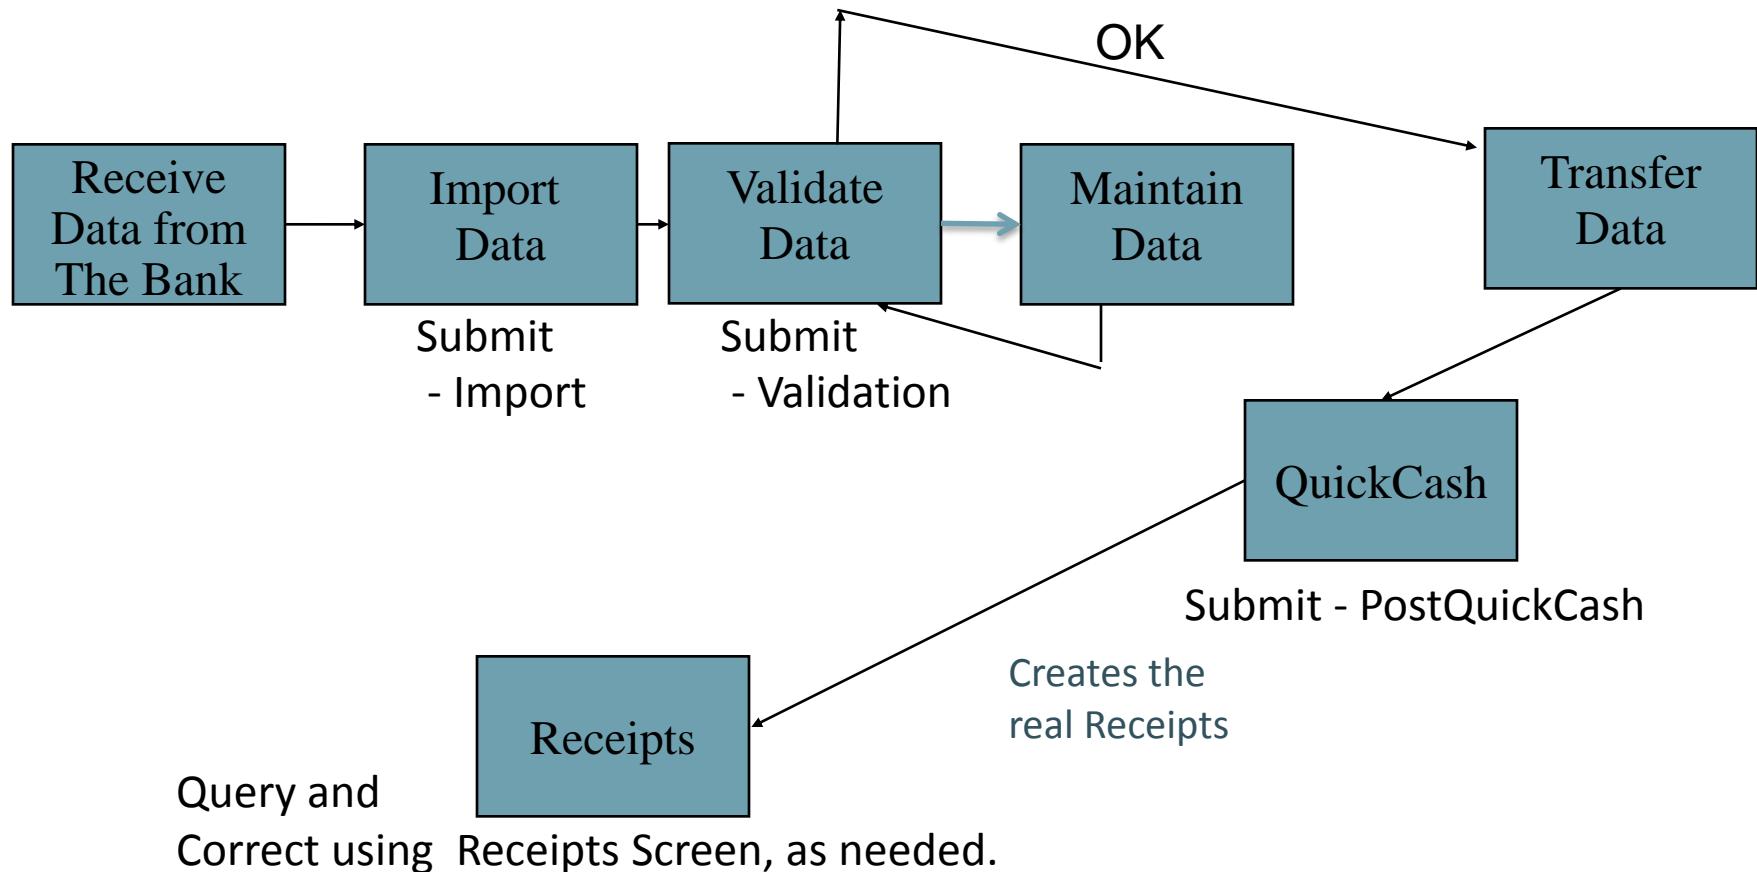 OK
Receive
Data from
The Bank
Import
Data
Validate
Data
Maintain
Data
Transfer
Data
Submit
- Import
Submit
- Validation
QuickCash
Submit - PostQuickCash
Creates the
real Receipts
Receipts
Query and
Correct using  Receipts Screen, as needed.